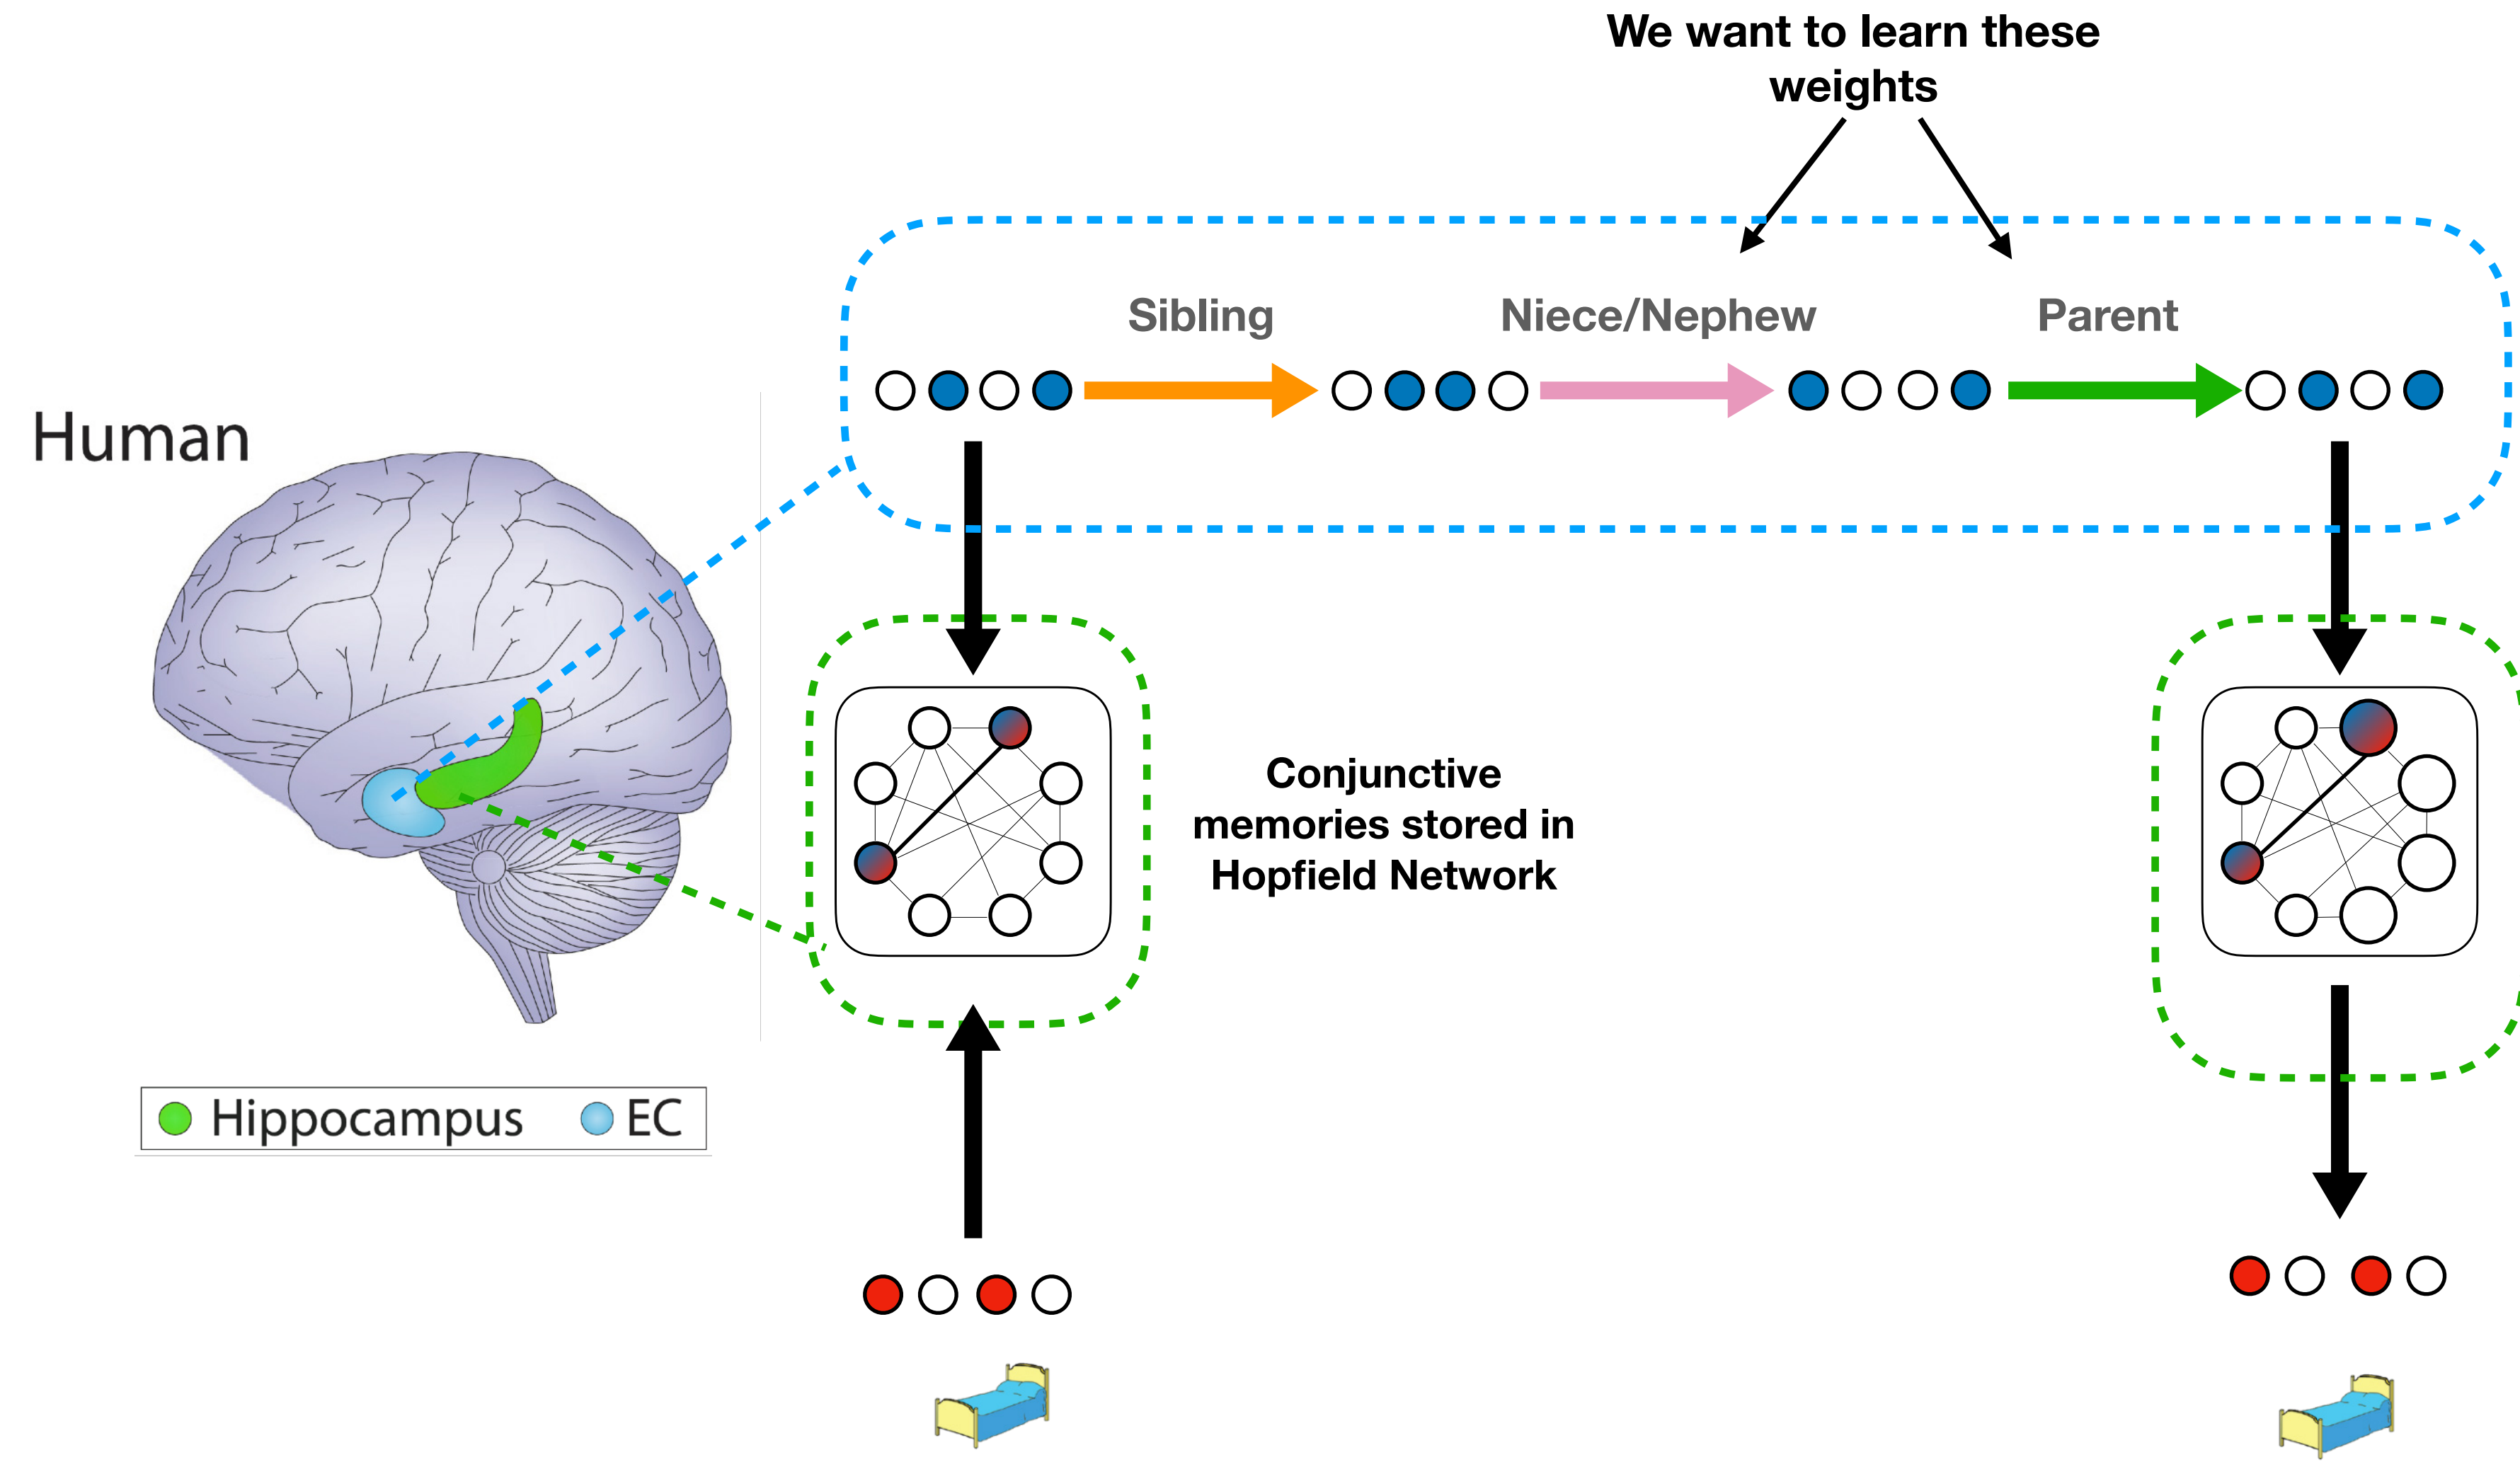 We want to learn these
weights
Sibling
Niece/Nephew
Parent
Human
Conjunctive
memories stored in
Hopfield Network
Hippocampus
EC